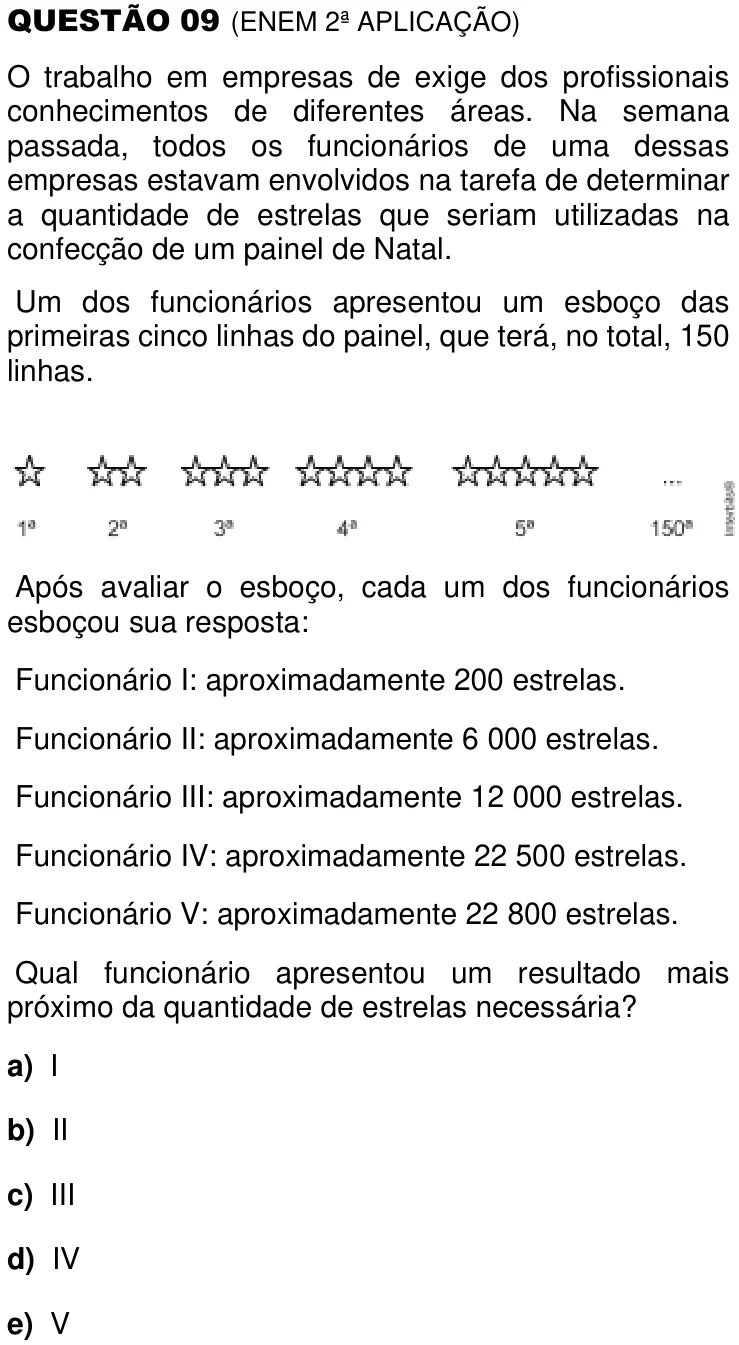 QUESTÃO 09 (ENEM 2ª APLICAÇÃO)
O trabalho em empresas de exige dos profissionais
conhecimentos de diferentes áreas. Na semana
passada, todos os funcionários de uma dessas
empresas estavam envolvidos na tarefa de determinar
a quantidade de estrelas que seriam utilizadas na
confecção de um painel de Natal.
Um dos funcionários apresentou um esboço das
primeiras cinco linhas do painel, que terá, no total, 150
linhas.
...
1ª 2ª 3ª 4ª 5ª 150ª
Após avaliar o esboço, cada um dos funcionários
esboçou sua resposta:
Funcionário I: aproximadamente 200 estrelas.
Funcionário II: aproximadamente 6 000 estrelas.
Funcionário III: aproximadamente 12 000 estrelas.
Funcionário IV: aproximadamente 22 500 estrelas.
Funcionário V: aproximadamente 22 800 estrelas.
Qual funcionário apresentou um resultado mais
próximo da quantidade de estrelas necessária?
a) I
b) II
c) III
d) IV
e) V